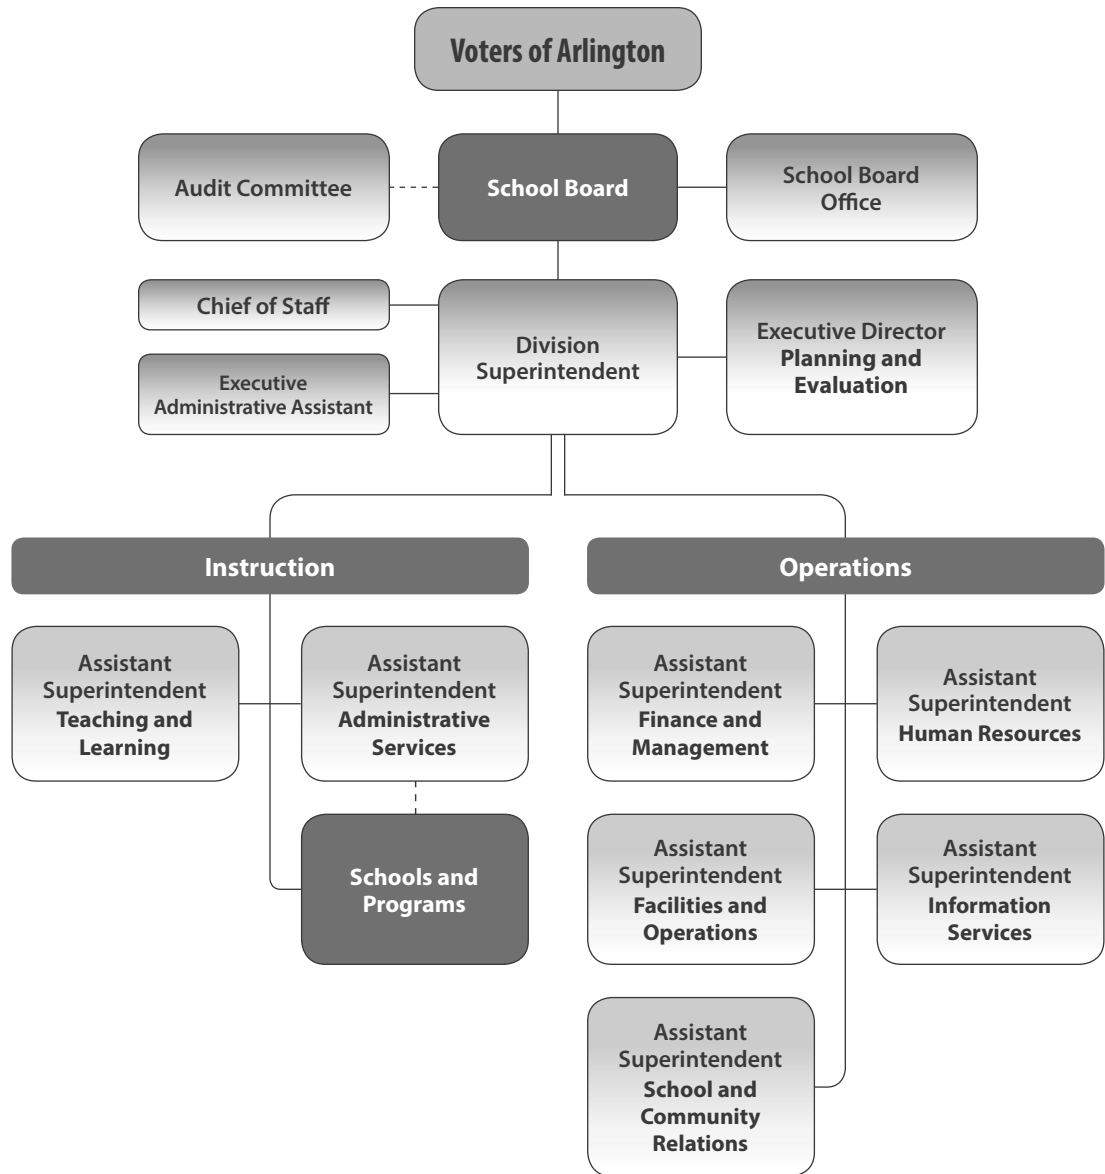 Voters of Arlington
Audit Committee
School Board
School Board
Office
Chief of Staff
Executive
Administrative Assistant
Division
Superintendent
Executive Director
Planning and
Evaluation
Instruction
Operations
Assistant
Superintendent
Teaching and
Learning
Assistant
Superintendent
Administrative
Services
Assistant
Superintendent
Finance and
Management
Assistant
Superintendent
Human Resources
Schools and
Programs
Assistant
Superintendent
Facilities and
Operations
Assistant
Superintendent
Information
Services
Assistant
Superintendent
School and
Community
Relations